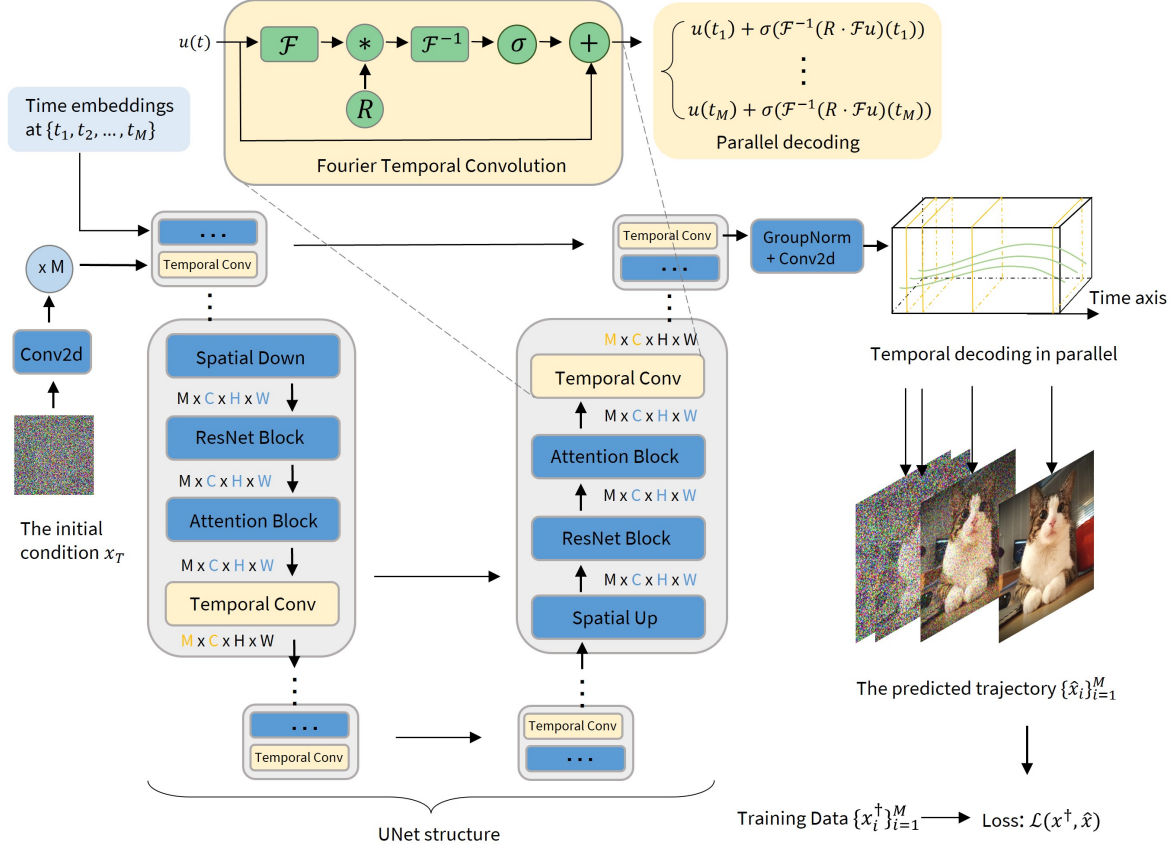 u(t)
ℱ
*
ℱ⁻¹
σ
+
R
Fourier Temporal Convolution
u(t₁) + σ(ℱ⁻¹(R · ℱu)(t₁))
⋮
u(t_M) + σ(ℱ⁻¹(R · ℱu)(t_M))
Parallel decoding
Time embeddings
at {t₁, t₂, ..., t_M}
...
Temporal Conv
x M
Conv2d
The initial
condition x_T
Spatial Down
M x C x H x W
ResNet Block
M x C x H x W
Attention Block
M x C x H x W
Temporal Conv
M x C x H x W
...
Temporal Conv
Temporal Conv
...
Spatial Up
M x C x H x W
ResNet Block
M x C x H x W
Attention Block
M x C x H x W
Temporal Conv
M x C x H x W
Temporal Conv
...
UNet structure
GroupNorm
+ Conv2d
Time axis
Temporal decoding in parallel
The predicted trajectory {x̂ᵢ}ᵢ₌₁ᴹ
Training Data {xᵢ†}ᵢ₌₁ᴹ
Loss: ℒ(x†, x̂)